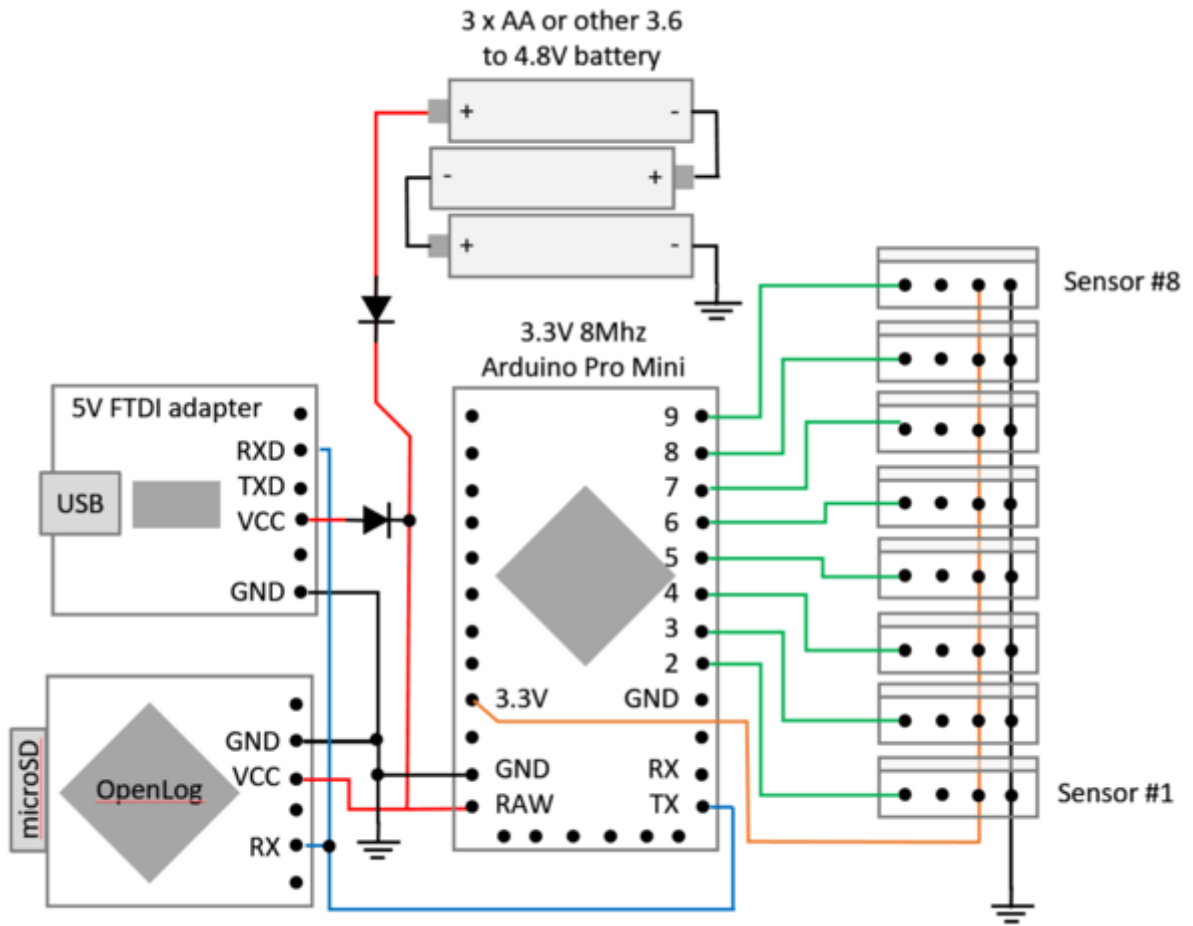 3 x AA or other 3.6
to 4.8V battery
+ -
- +
+ -
3.3V 8Mhz
Arduino Pro Mini
5V FTDI adapter
RXD
TXD
VCC
GND
USB
microSD
OpenLog
GND
VCC
RX
9
8
7
6
5
4
3
2
3.3V
GND
GND
RX
RAW
TX
Sensor #8
Sensor #1